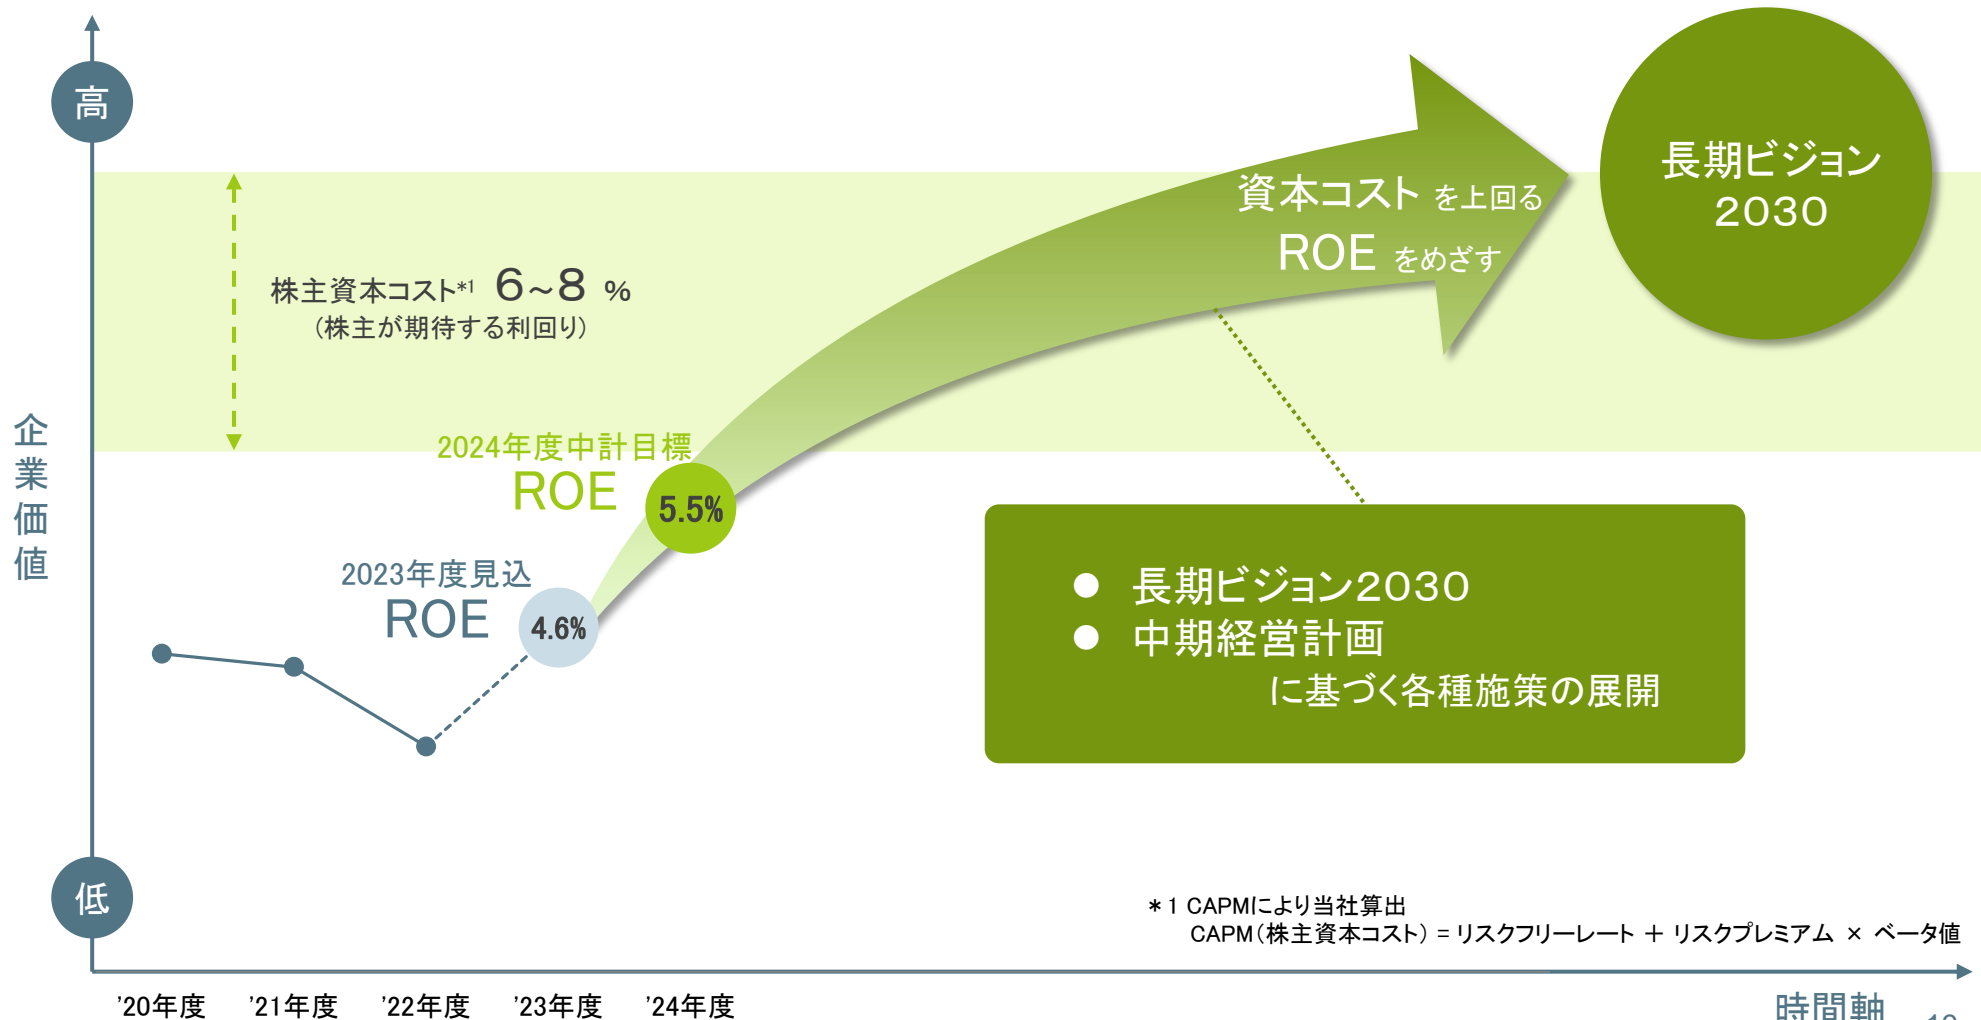 高
長期ビジョン
2030
資本コスト を上回る
ROE をめざす
株主資本コスト*1 6~8 %
(株主が期待する利回り)
企業価値
2024年度中計目標
ROE
5.5%
2023年度見込
ROE
4.6%
● 長期ビジョン2030
● 中期経営計画
に基づく各種施策の展開
低
*1 CAPMにより当社算出
CAPM(株主資本コスト) = リスクフリーレート + リスクプレミアム × ベータ値
'20年度 '21年度 '22年度 '23年度 '24年度
時間軸